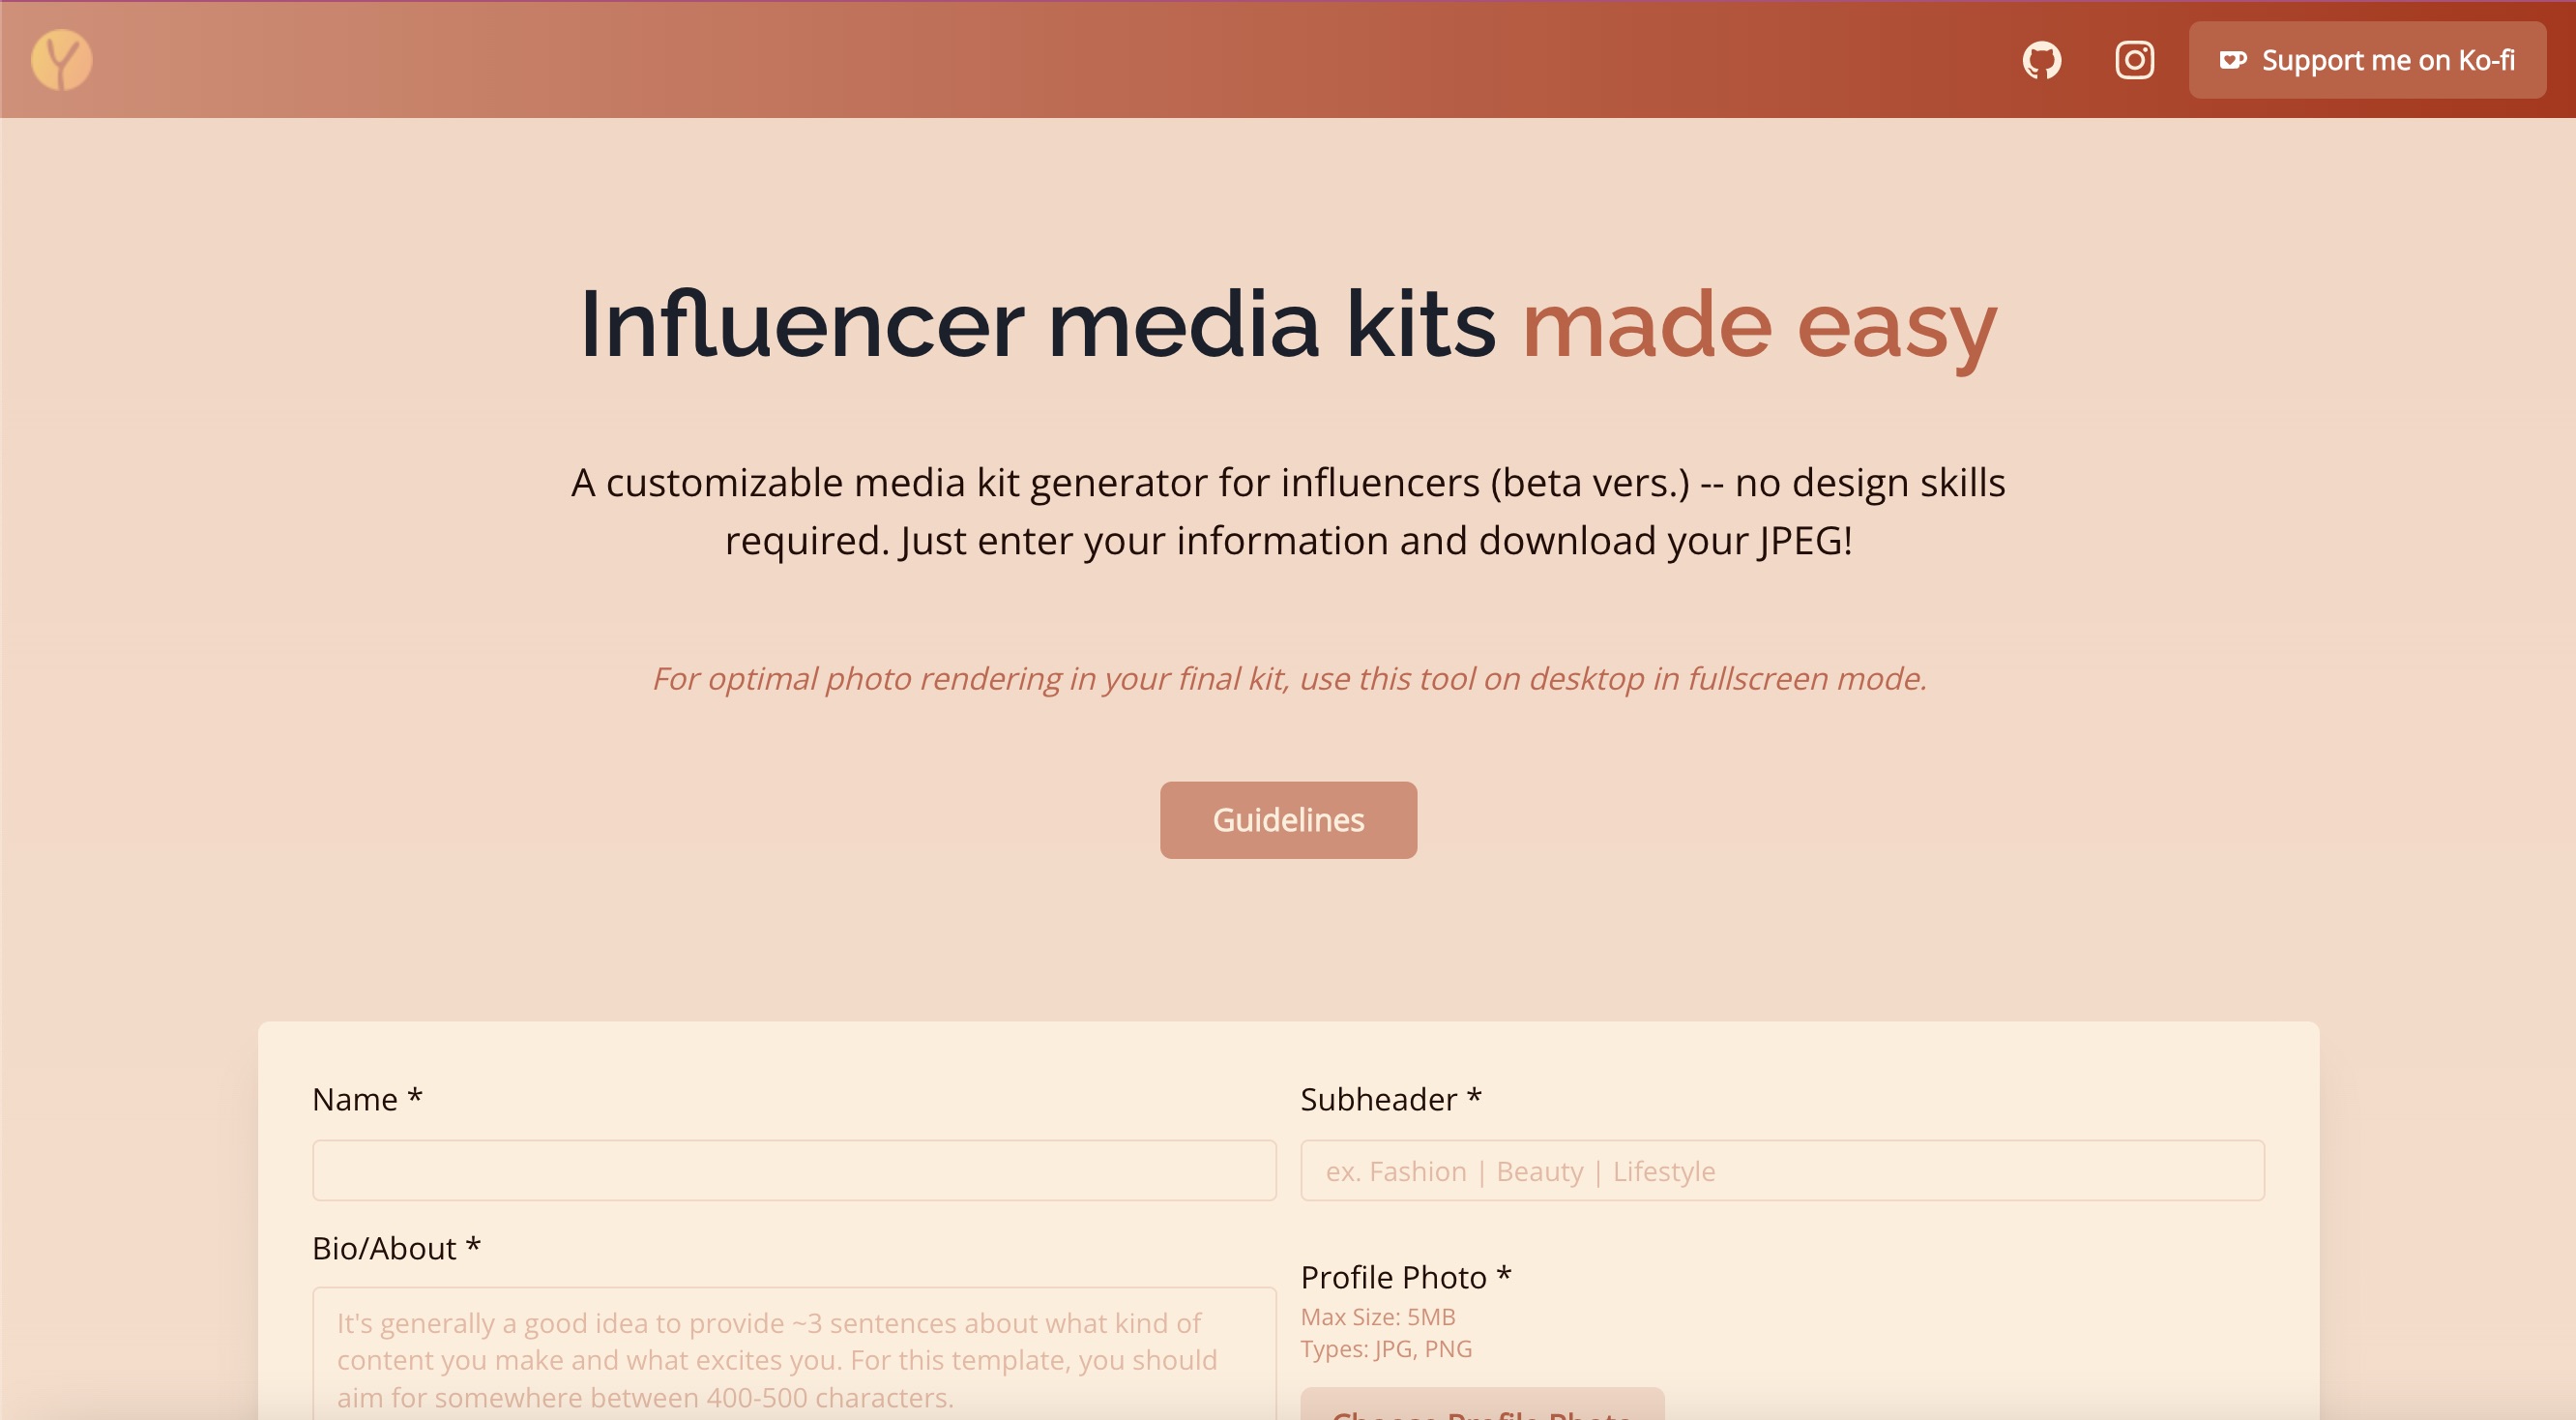 Y
Support me on Ko-fi
Influencer media kits made easy
A customizable media kit generator for influencers (beta vers.) -- no design skills
required. Just enter your information and download your JPEG!
For optimal photo rendering in your final kit, use this tool on desktop in fullscreen mode.
Guidelines
Name *
Subheader *
ex. Fashion | Beauty | Lifestyle
Bio/About *
It's generally a good idea to provide ~3 sentences about what kind of
content you make and what excites you. For this template, you should
aim for somewhere between 400-500 characters.
Profile Photo *
Max Size: 5MB
Types: JPG, PNG
Choose Profile Photo